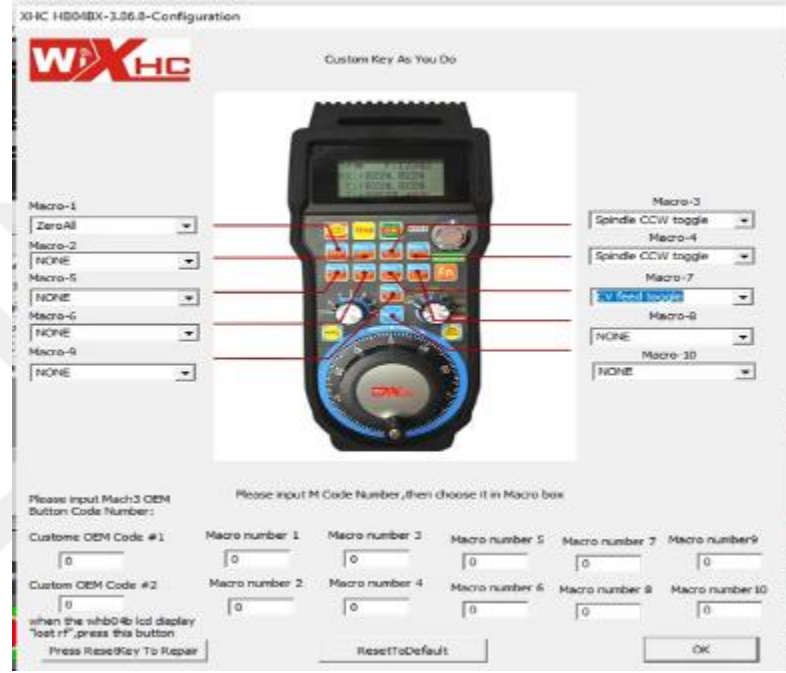 XHC HB04BX-3.86.8-Configuration
WiXHC
Custom Key As You Do
Macro-1
ZeroAll
Macro-2
NONE
Macro-5
NONE
Macro-6
NONE
Macro-9
NONE
Macro-3
Spindle CCW toggle
Macro-4
Spindle CCW toggle
Macro-7
CV feed toggle
Macro-8
NONE
Macro-10
NONE
Fn
Please input Mach3 OEM
Button Code Number:
Please input M Code Number,then choose it in Macro box
Custome OEM Code #1
0
Custom OEM Code #2
0
Macro number 1
0
Macro number 2
0
Macro number 3
0
Macro number 4
0
Macro number 5
0
Macro number 6
0
Macro number 7
0
Macro number 8
0
Macro number9
0
Macro number10
0
when the whb04b lcd display
"lost rf",press this button
Press ResetKey To Repair
ResetToDefault
OK